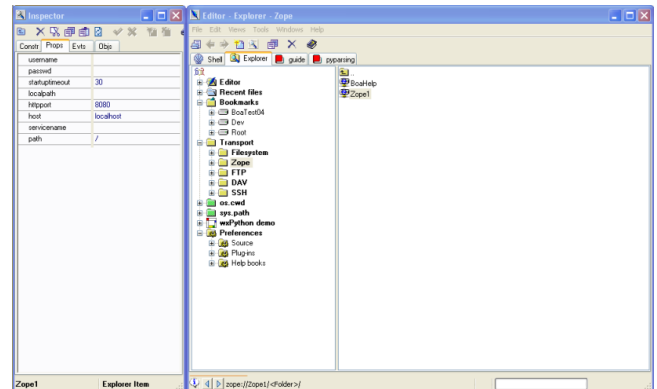 Inspector
Constr Props Evts Objs
username
passwd
startuptimeout 30
localpath
httpport 8080
host localhost
servicename
path /
Zope1 Explorer Item
Editor - Explorer - Zope
File Edit Views Tools Windows Help
Shell Explorer guide pyparsing
Editor
Recent files
Bookmarks
BoaTest04
Dev
Root
Transport
Filesystem
Zope
FTP
DAV
SSH
os.cwd
sys.path
wxPython demo
Preferences
Source
Plug-ins
Help books
..
BoaHelp
Zope1
zope://Zope1/<Folder>/